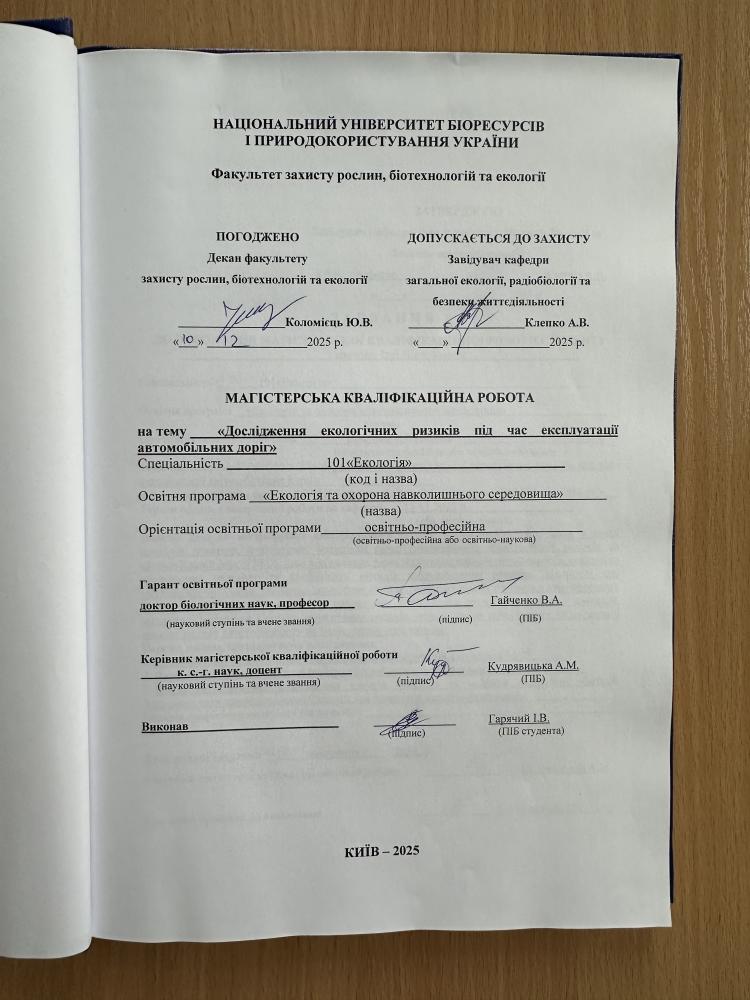 НАЦІОНАЛЬНИЙ УНІВЕРСИТЕТ БІОРЕСУРСІВ
І ПРИРОДОКОРИСТУВАННЯ УКРАЇНИ
Факультет захисту рослин, біотехнологій та екології
ПОГОДЖЕНО
Декан факультету
захисту рослин, біотехнологій та екології
Коломієць Ю.В.
«10» 12 2025 р.
ДОПУСКАЄТЬСЯ ДО ЗАХИСТУ
Завідувач кафедри
загальної екології, радіобіології та
безпеки життєдіяльності
Клепко А.В.
«___» ______________ 2025 р.
МАГІСТЕРСЬКА КВАЛІФІКАЦІЙНА РОБОТА
на тему «Дослідження екологічних ризиків під час експлуатації
автомобільних доріг»
Спеціальність 101«Екологія»
(код і назва)
Освітня програма «Екологія та охорона навколишнього середовища»
(назва)
Орієнтація освітньої програми освітньо-професійна
(освітньо-професійна або освітньо-наукова)
Гарант освітньої програми
доктор біологічних наук, професор Гайченко В.А.
(науковий ступінь та вчене звання) (підпис) (ПІБ)
Керівник магістерської кваліфікаційної роботи
к. с.-г. наук, доцент Кудрявицька А.М.
(науковий ступінь та вчене звання) (підпис) (ПІБ)
Виконав Гарячий І.В.
(підпис) (ПІБ студента)
КИЇВ – 2025